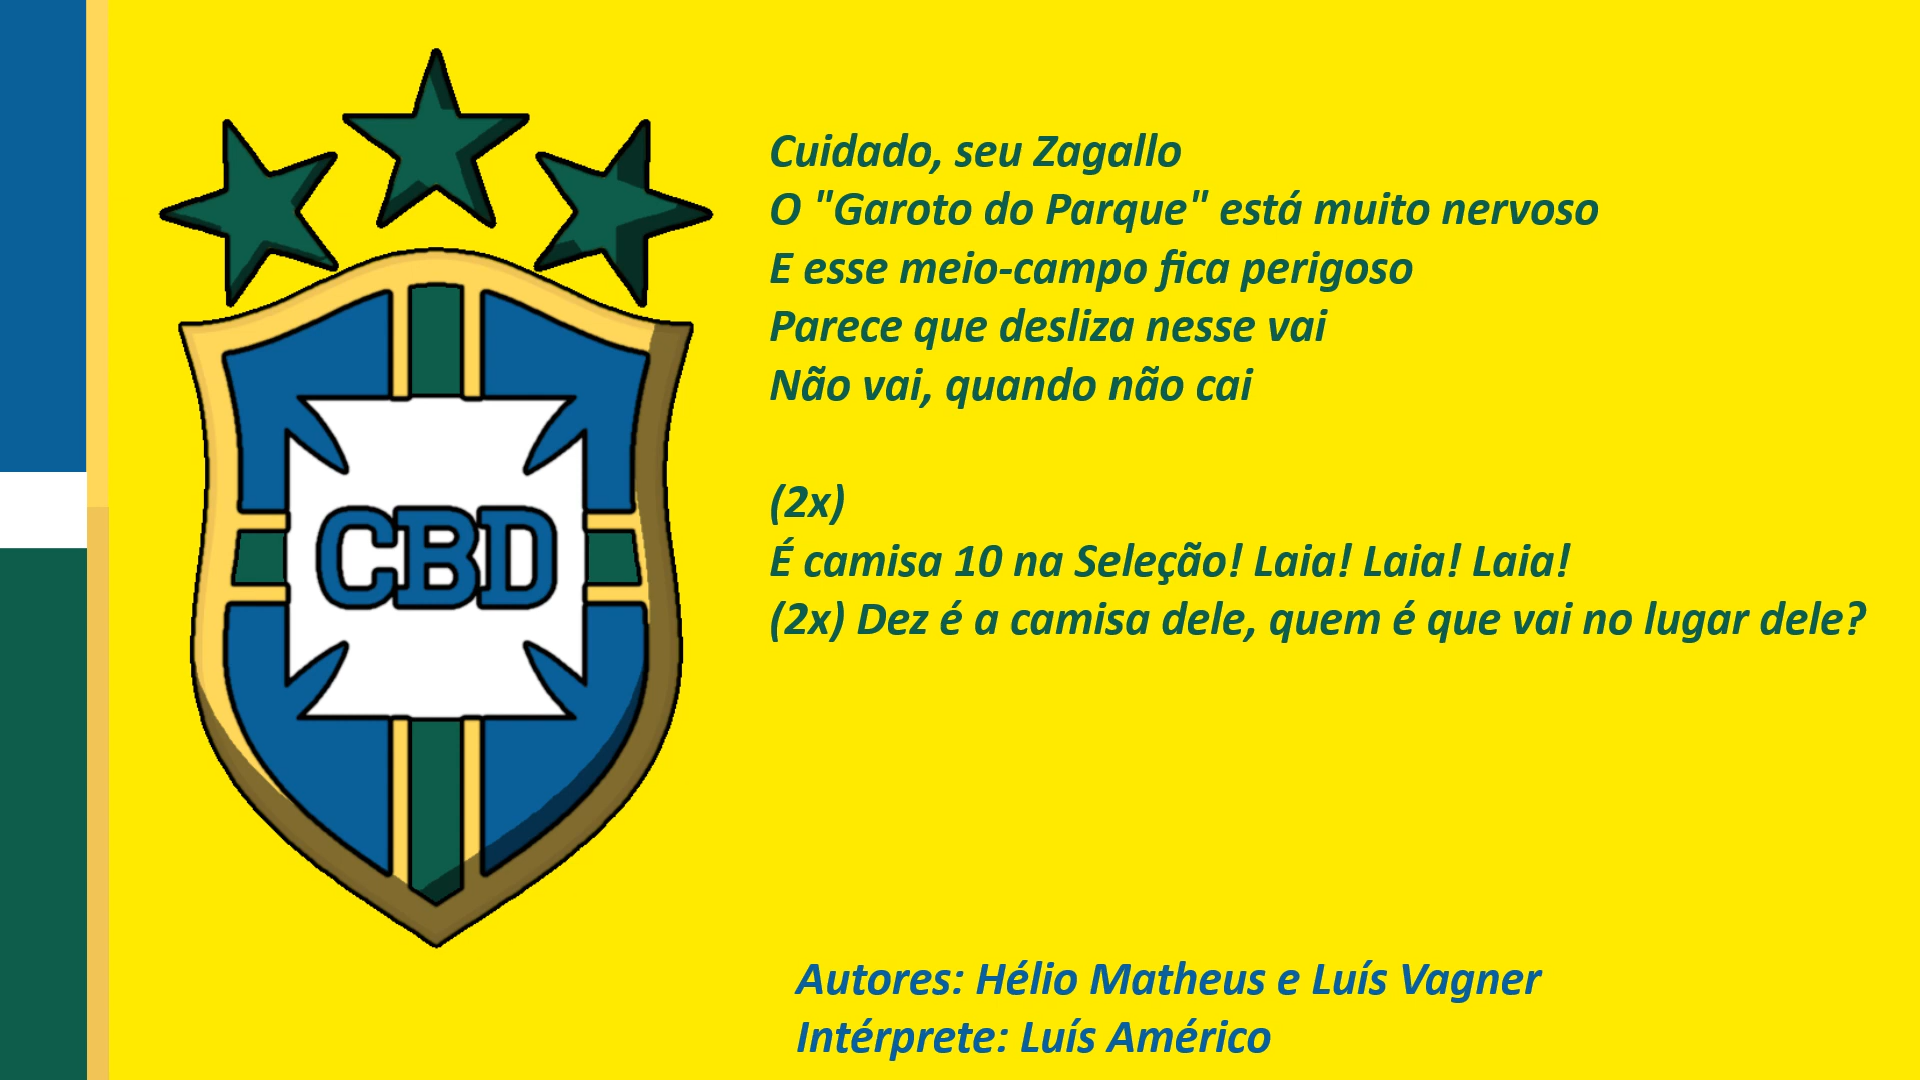 CBD
Cuidado, seu Zagallo
O "Garoto do Parque" está muito nervoso
E esse meio-campo fica perigoso
Parece que desliza nesse vai
Não vai, quando não cai
(2x)
É camisa 10 na Seleção! Laia! Laia! Laia!
(2x) Dez é a camisa dele, quem é que vai no lugar dele?
Autores: Hélio Matheus e Luís Vagner
Intérprete: Luís Américo